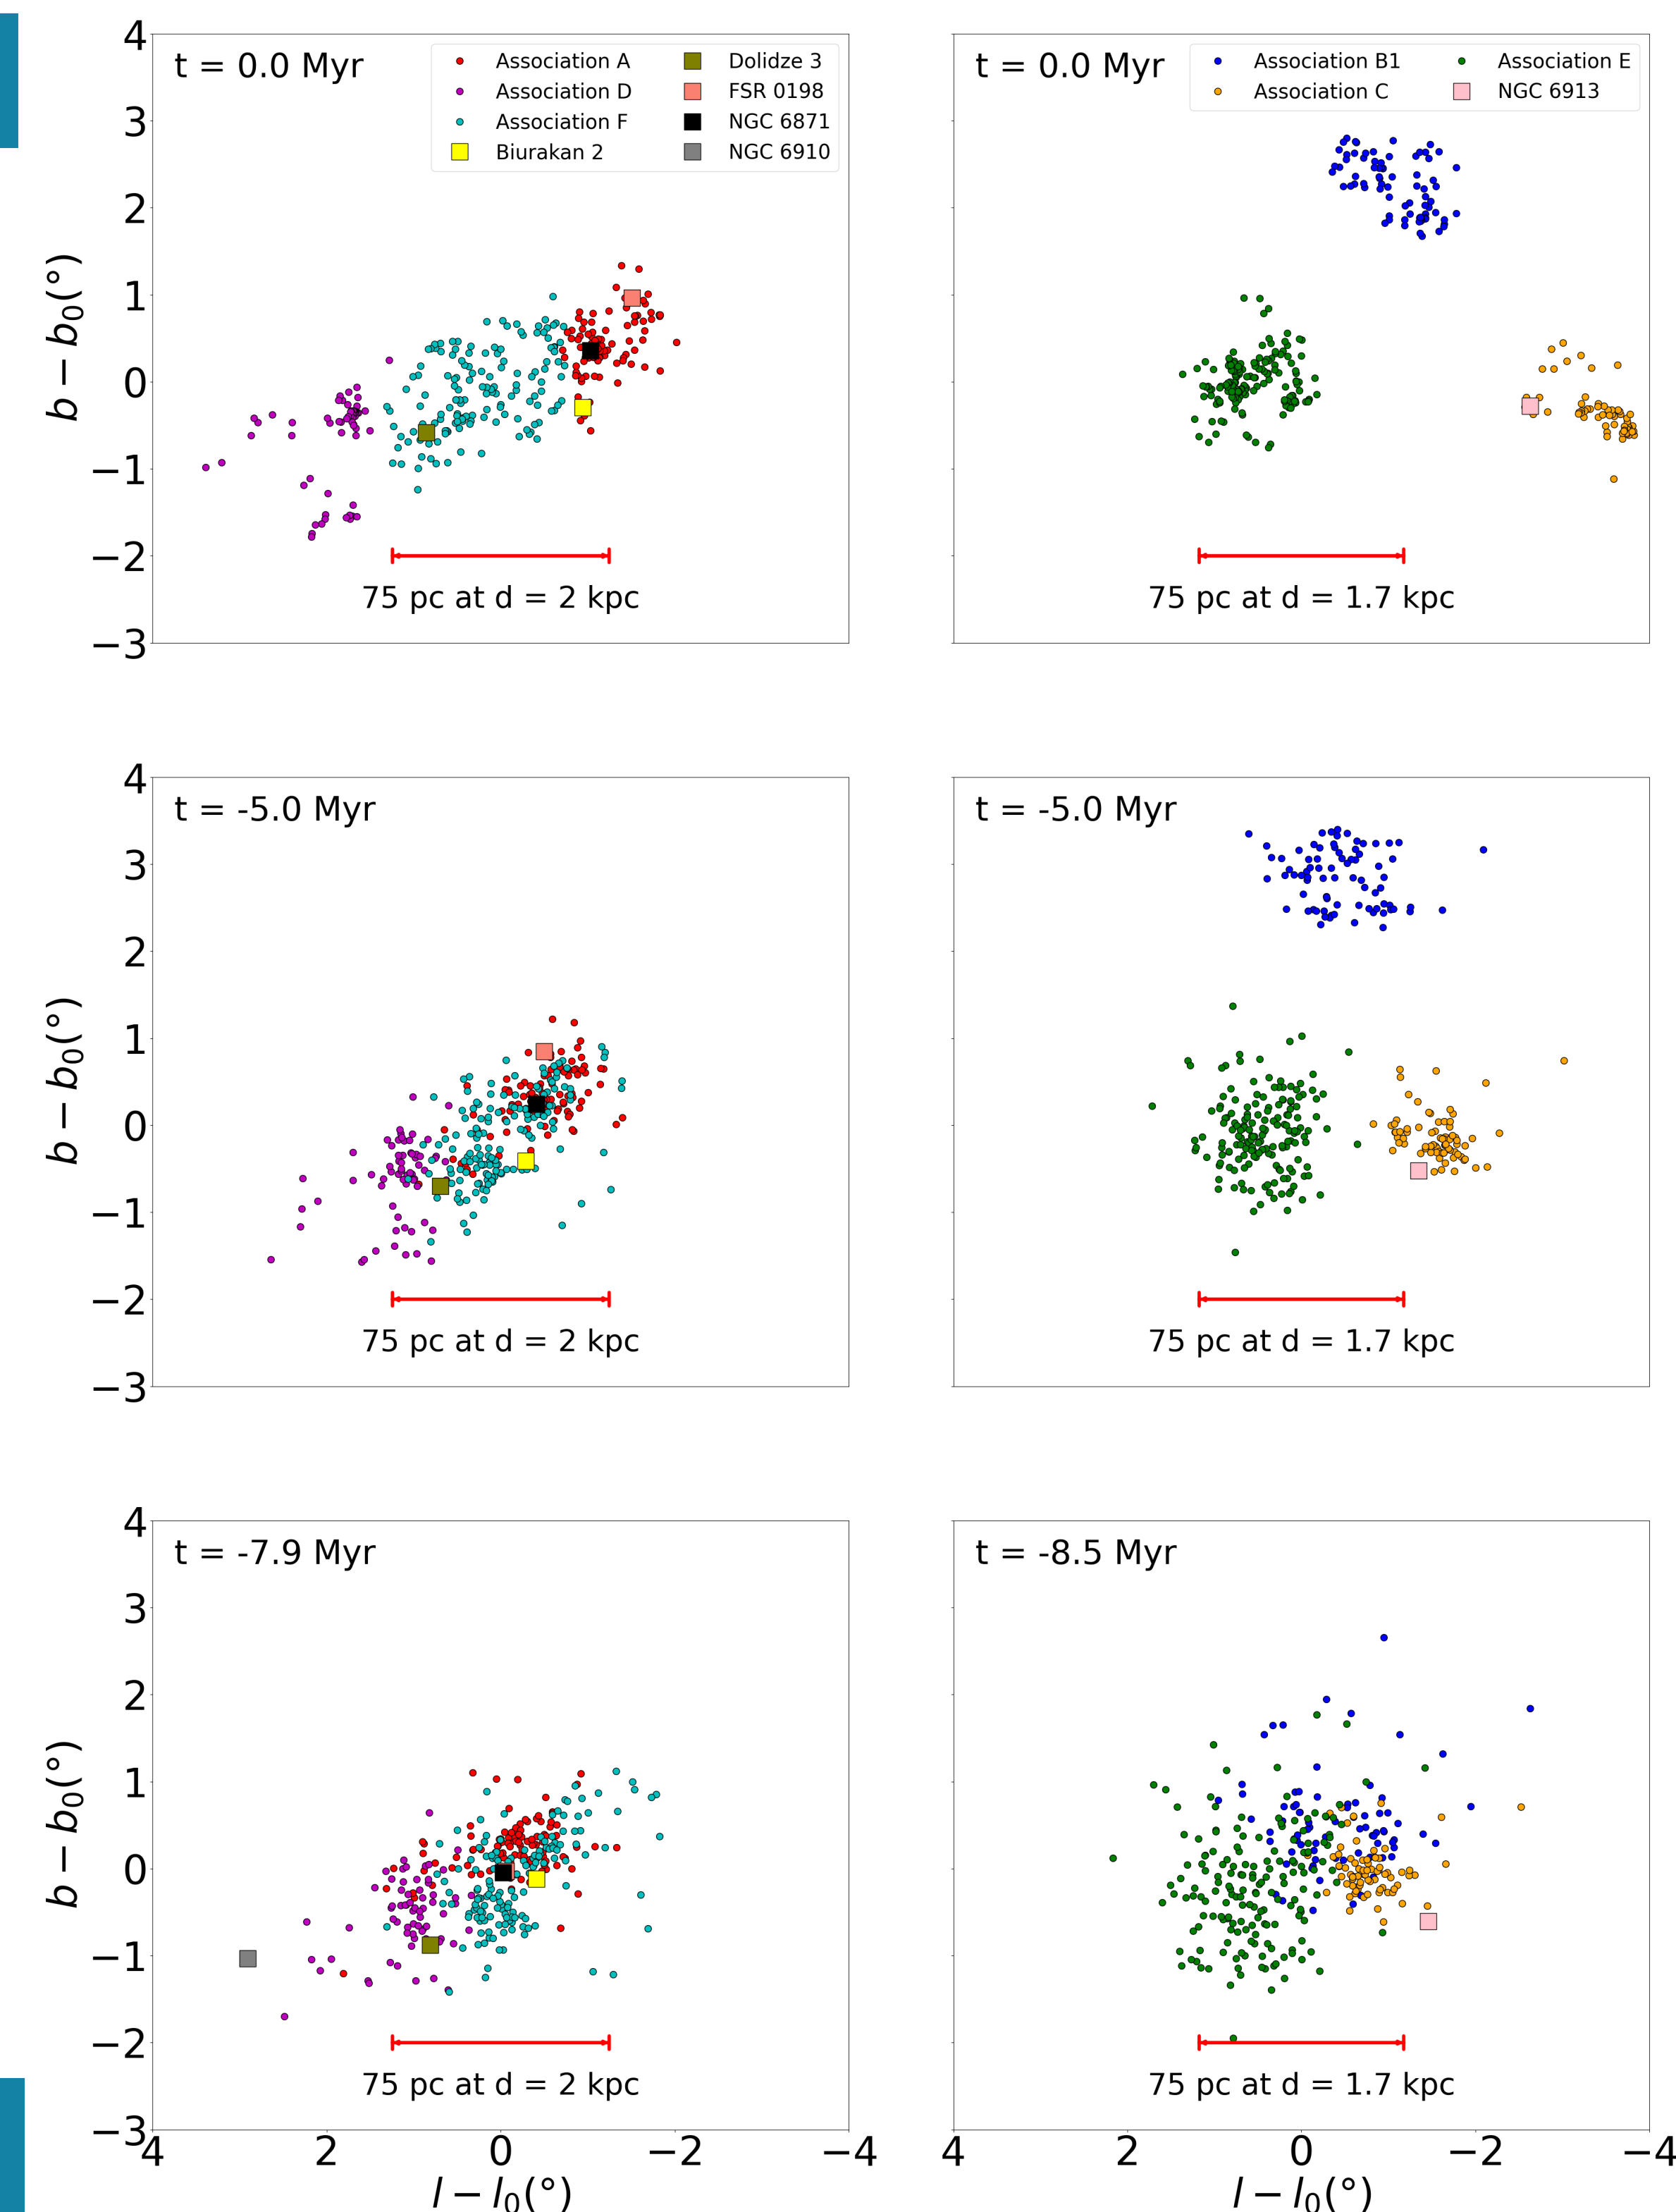 t = 0.0 Myr
Association A
Association D
Association F
Biurakan 2
Dolidze 3
FSR 0198
NGC 6871
NGC 6910
4
3
2
1
0
−1
−2
−3
b − b₀(°)
75 pc at d = 2 kpc
t = 0.0 Myr
Association B1
Association C
Association E
NGC 6913
75 pc at d = 1.7 kpc
t = -5.0 Myr
4
3
2
1
0
−1
−2
−3
b − b₀(°)
75 pc at d = 2 kpc
t = -5.0 Myr
75 pc at d = 1.7 kpc
t = -7.9 Myr
4
3
2
1
0
−1
−2
−3
b − b₀(°)
75 pc at d = 2 kpc
4 2 0 −2 −4
l − l₀(°)
t = -8.5 Myr
75 pc at d = 1.7 kpc
4 2 0 −2 −4
l − l₀(°)